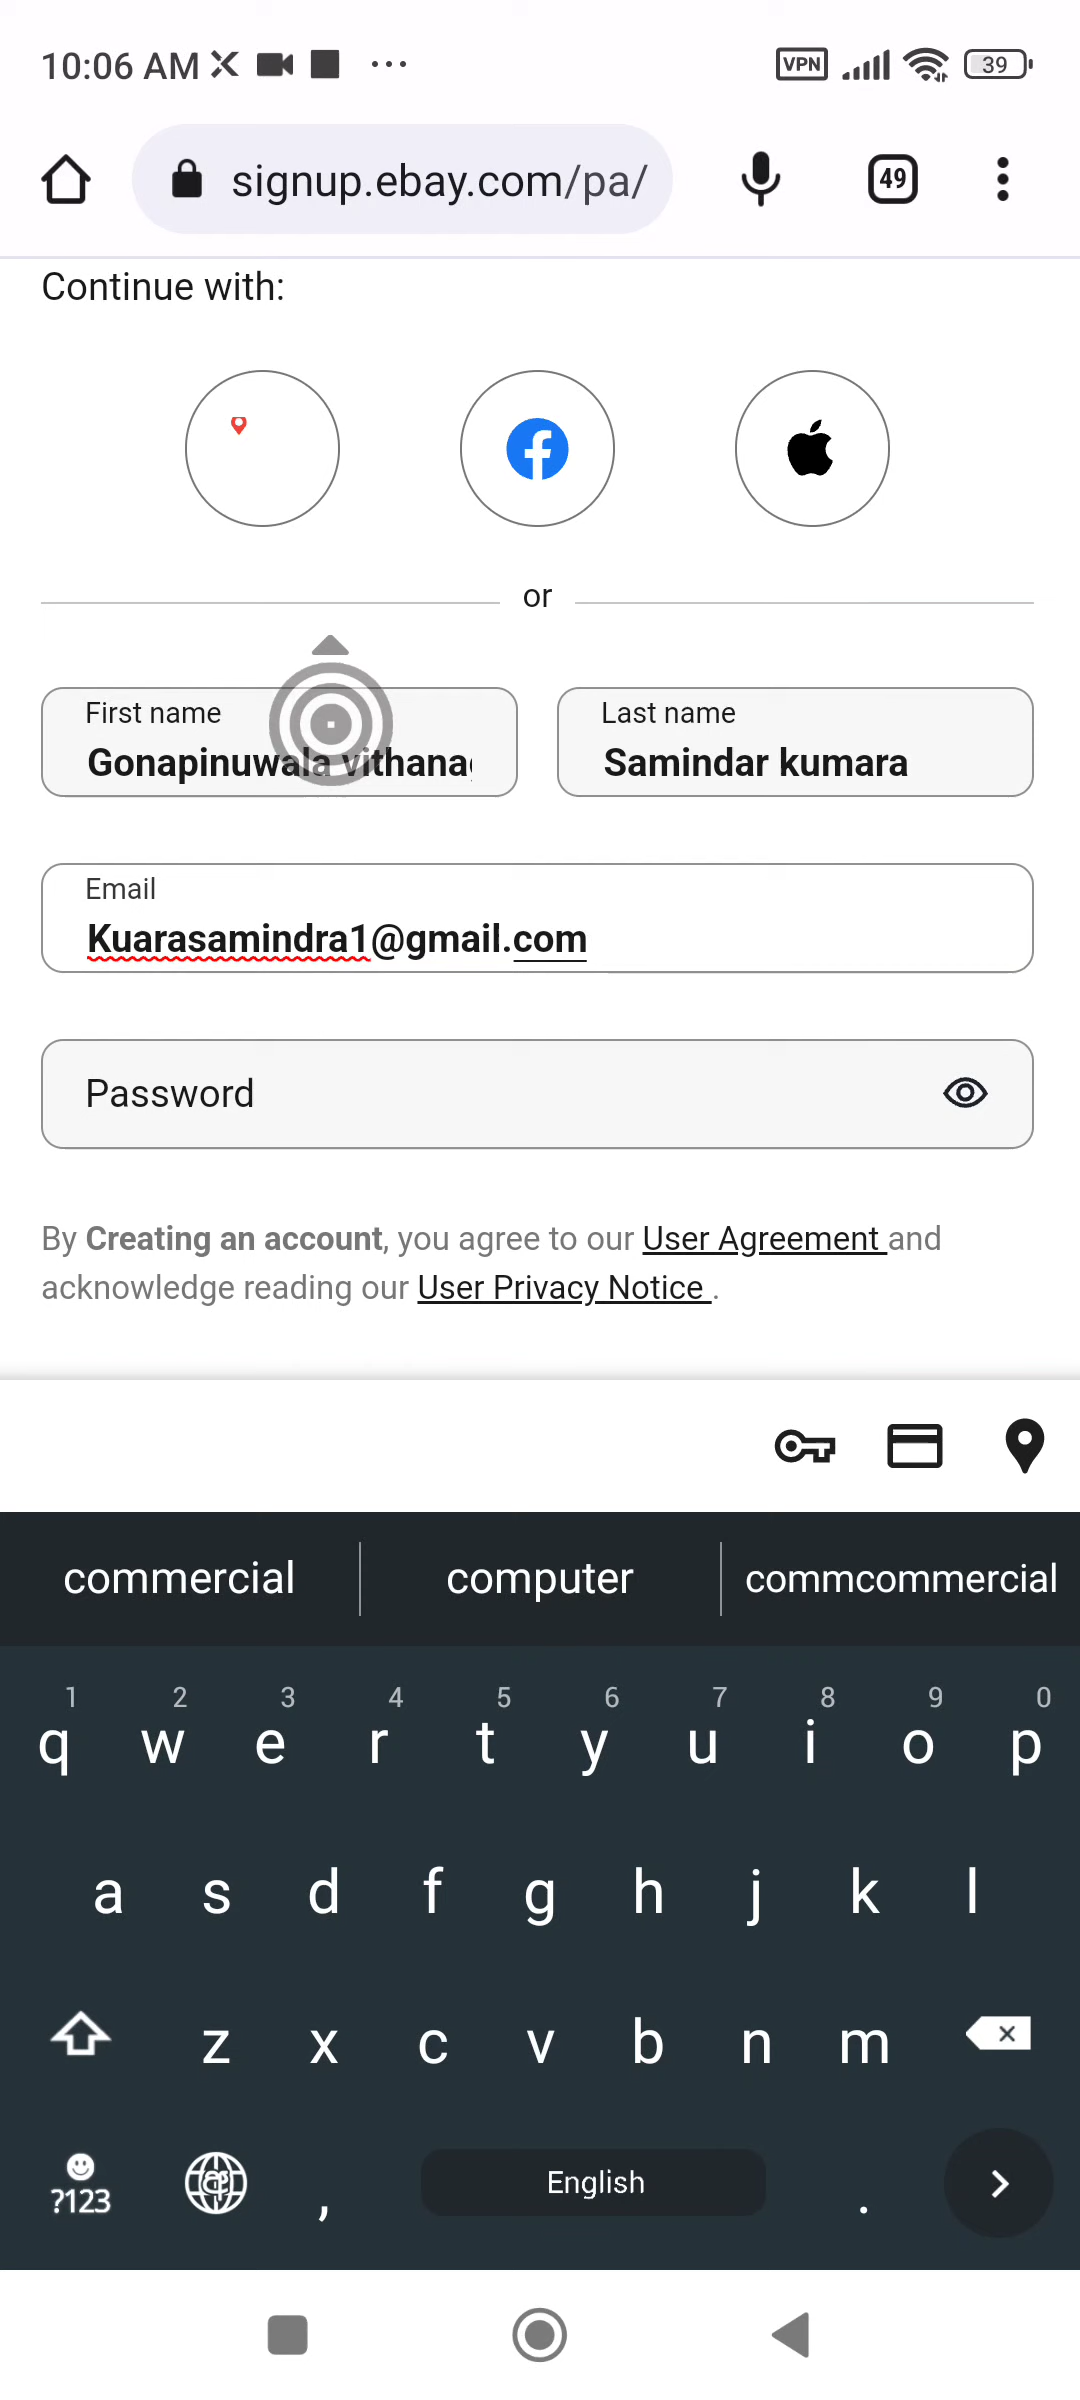 10:06 AM
VPN
39
signup.ebay.com/pa/
49
Continue with:
or
First name
Last name
Gonapinuwala vithana
Samindar kumara
Email
Kuarasamindra1@gmail.com
Password
By Creating an account, you agree to our User Agreement and
acknowledge reading our User Privacy Notice .
commercial
computer
commcommercial
1 2 3 4 5 6 7 8 9 0
q w e r t y u i o p
a s d f g h j k l
z x c v b n m
?123
,
English
.